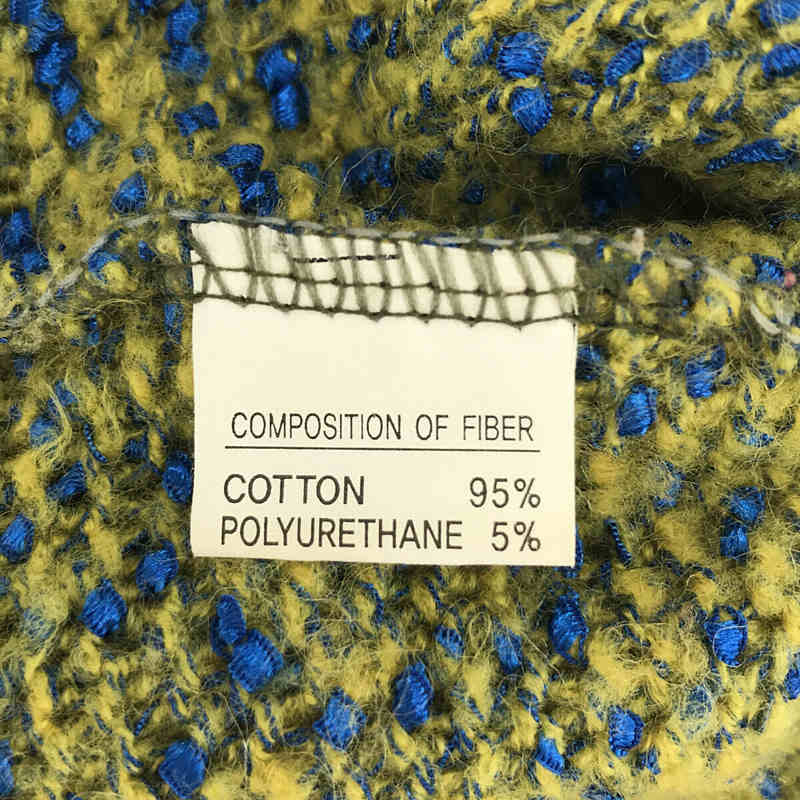 COMPOSITION OF FIBER
COTTON 95%
POLYURETHANE 5%